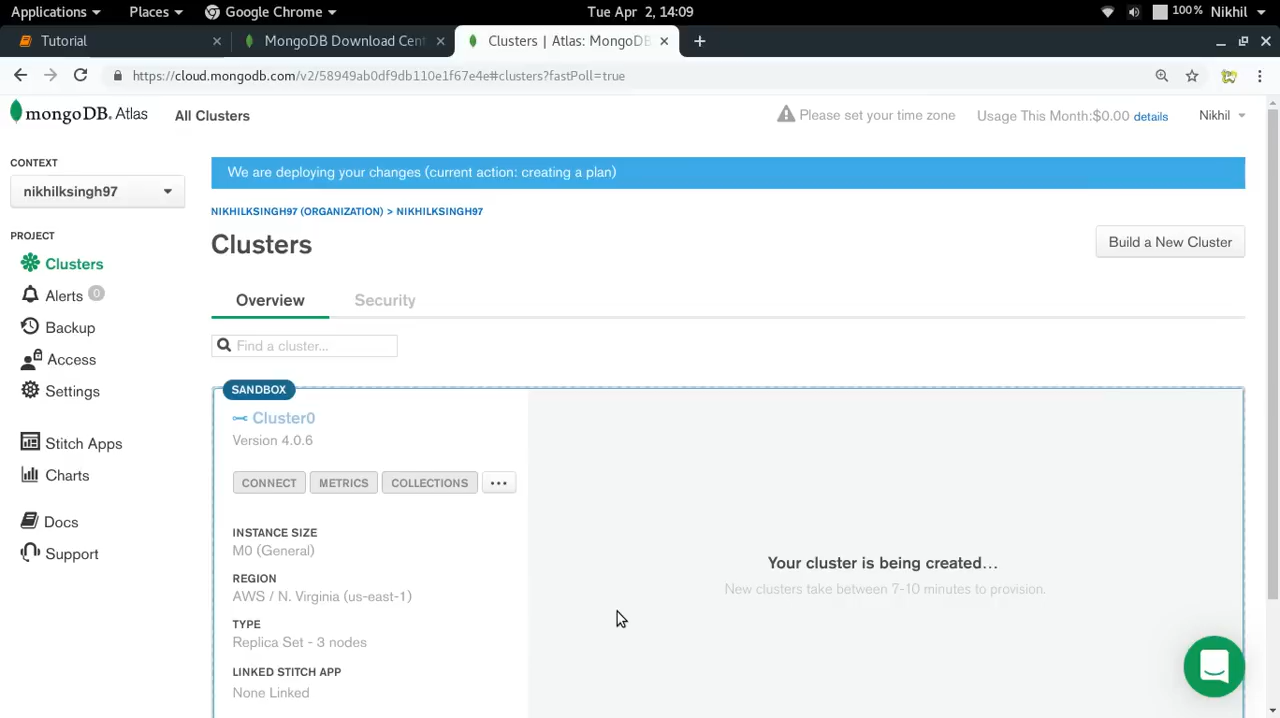 Applications Places Google Chrome Tue Apr 2, 14:09 100% Nikhil
Tutorial MongoDB Download Cent Clusters | Atlas: MongoDB
https://cloud.mongodb.com/v2/58949ab0df9db110e1f67e4e#clusters?fastPoll=true
mongoDB. Atlas All Clusters Please set your time zone Usage This Month:$0.00 details Nikhil
CONTEXT
nikhilksingh97
PROJECT
Clusters
Alerts 0
Backup
Access
Settings
Stitch Apps
Charts
Docs
Support
We are deploying your changes (current action: creating a plan)
NIKHILKSINGH97 (ORGANIZATION) > NIKHILKSINGH97
Clusters
Build a New Cluster
Overview Security
Find a cluster...
SANDBOX
Cluster0
Version 4.0.6
CONNECT METRICS COLLECTIONS ...
INSTANCE SIZE
M0 (General)
REGION
AWS / N. Virginia (us-east-1)
TYPE
Replica Set - 3 nodes
LINKED STITCH APP
None Linked
Your cluster is being created...
New clusters take between 7-10 minutes to provision.